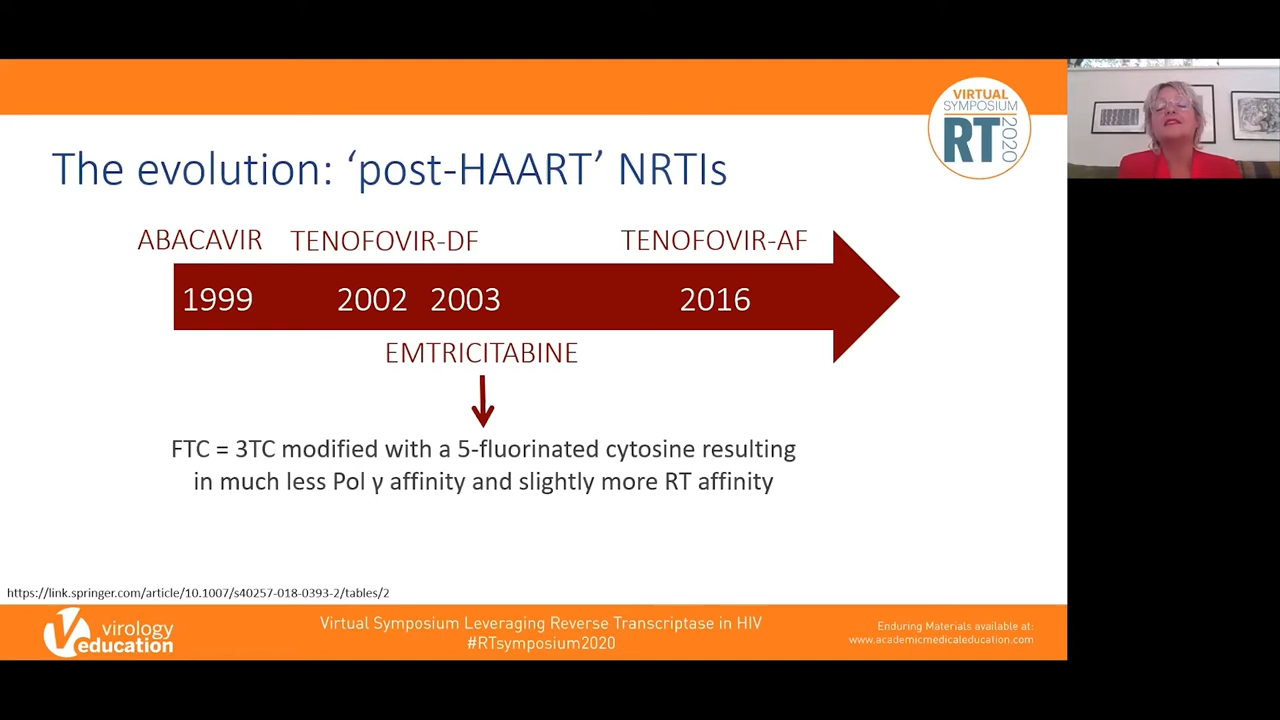 VIRTUAL
SYMPOSIUM
RT 2020
The evolution: ‘post-HAART’ NRTIs
ABACAVIR TENOFOVIR-DF TENOFOVIR-AF
1999 2002 2003 2016
EMTRICITABINE
FTC = 3TC modified with a 5-fluorinated cytosine resulting
in much less Pol γ affinity and slightly more RT affinity
https://link.springer.com/article/10.1007/s40257-018-0393-2/tables/2
virology
education
Virtual Symposium Leveraging Reverse Transcriptase in HIV
#RTsymposium2020
Enduring Materials available at:
www.academicmedicaleducation.com